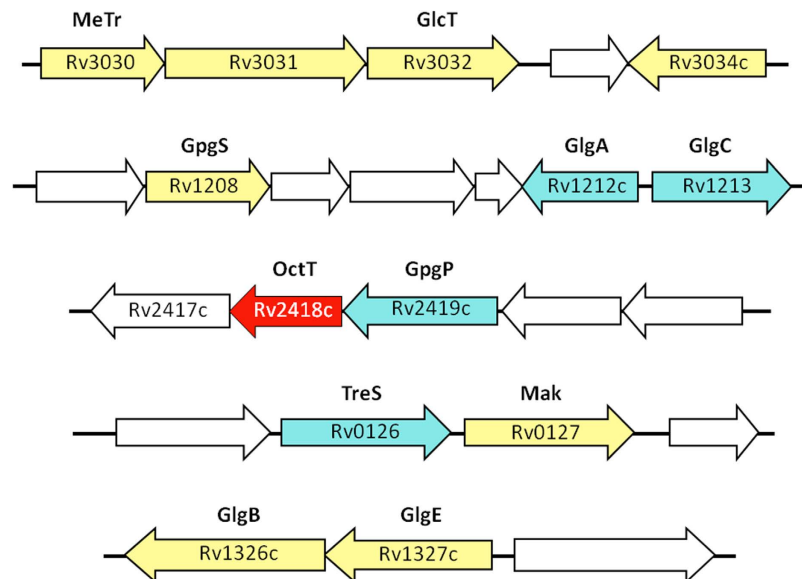 MeTr GlcT
Rv3030 Rv3031 Rv3032 Rv3034c
GpgS GlgA GlgC
Rv1208 Rv1212c Rv1213
OctT GpgP
Rv2417c Rv2418c Rv2419c
TreS Mak
Rv0126 Rv0127
GlgB GlgE
Rv1326c Rv1327c